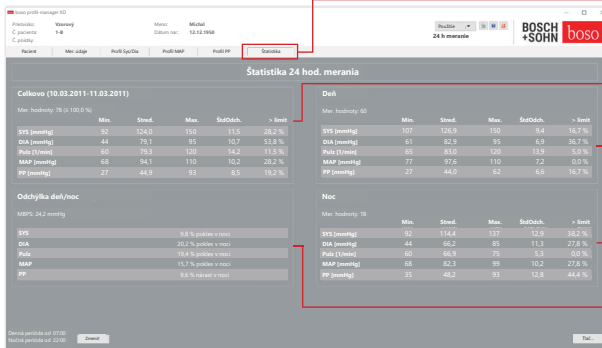 boso profil-manager XD
Priezvisko: Vzorový Meno: Michal
Č. pacienta: 1-B Dátum nar.: 12.12.1950
Č. poistky:
Použitie
24 h meranie
BOSCH
+SOHN
boso
Pacient Mer. údaje Profil Sys/Dia Profil MAP Profil PP Štatistika
Štatistika 24 hod. merania
Celkovo (10.03.2011-11.03.2011)
Mer. hodnoty: 78 (≙ 100,0 %)
Min. Stred. Max. ŠtdOdch. > limit
SYS [mmHg] 92 124,0 150 11,5 28,2 %
DIA [mmHg] 44 79,1 95 10,7 53,8 %
Pulz [1/min] 60 79,3 120 14,2 11,5 %
MAP [mmHg] 68 94,1 110 10,2 28,2 %
PP [mmHg] 27 44,9 93 8,5 19,2 %
Deň
Mer. hodnoty: 60
Min. Stred. Max. ŠtdOdch. > limit
SYS [mmHg] 107 126,9 150 9,4 16,7 %
DIA [mmHg] 61 82,9 95 6,9 36,7 %
Pulz [1/min] 65 83,0 120 13,9 5,0 %
MAP [mmHg] 77 97,6 110 7,2 0,0 %
PP [mmHg] 27 44,0 62 6,6 16,7 %
Odchýlka deň/noc
MBPS: 24,2 mmHg
SYS 9,8 % pokles v noci
DIA 20,2 % pokles v noci
Pulz 19,4 % pokles v noci
MAP 15,7 % pokles v noci
PP 9,6 % nárast v noci
Noc
Mer. hodnoty: 18
Min. Stred. Max. ŠtdOdch. > limit
SYS [mmHg] 92 114,4 137 12,9 38,2 %
DIA [mmHg] 44 66,2 85 11,3 27,8 %
Pulz [1/min] 60 66,9 75 5,3 0,0 %
MAP [mmHg] 68 82,3 99 10,2 27,8 %
PP [mmHg] 35 48,2 93 12,8 44,4 %
Denná perióda od 07:00
Nočná perióda od 22:00
Zmeniť
Tlač...